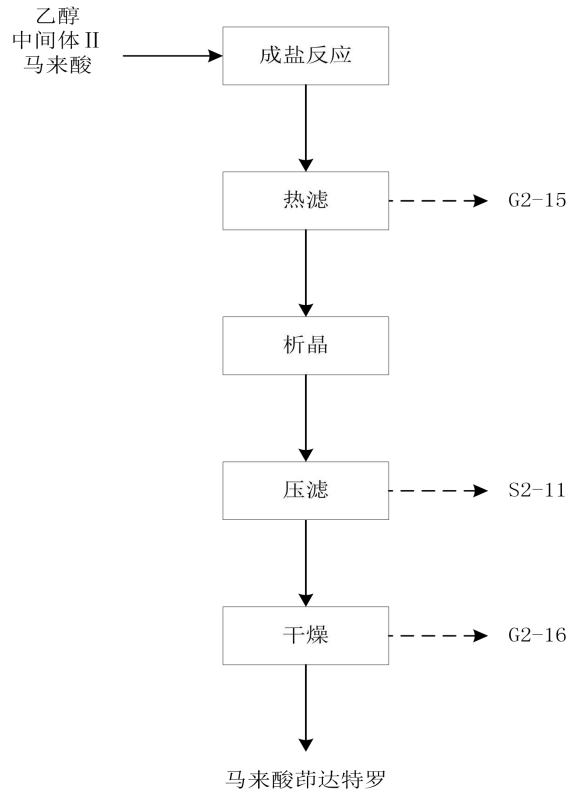 乙醇
中间体Ⅱ
马来酸
成盐反应
热滤
G2-15
析晶
压滤
S2-11
干燥
G2-16
马来酸茚达特罗